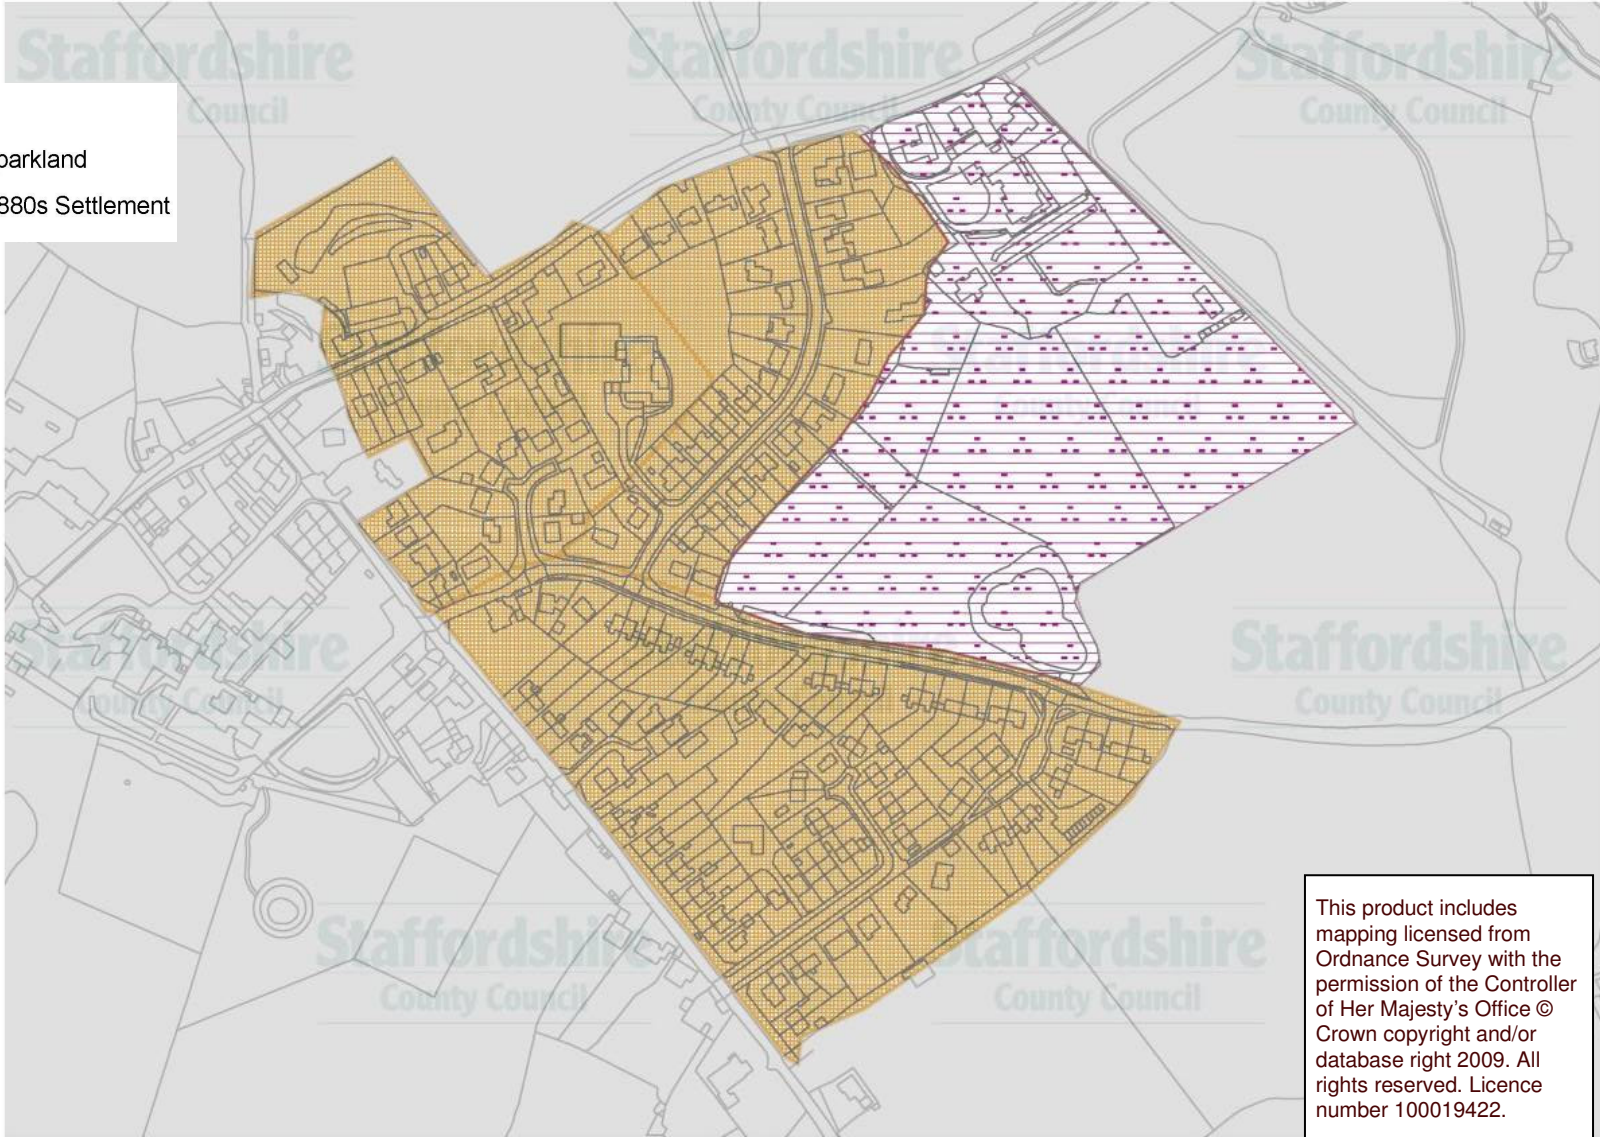 Staffordshire
Council
Staffordshire
County Council
Staffordshire
County Council
parkland
880s Settlement
Staffordshire
County Council
Staffordshire
County Council
Staffordshire
County Council
Staffordshire
County Council
Staffordshire
County Council
This product includes
mapping licensed from
Ordnance Survey with the
permission of the Controller
of Her Majesty's Office ©
Crown copyright and/or
database right 2009. All
rights reserved. Licence
number 100019422.